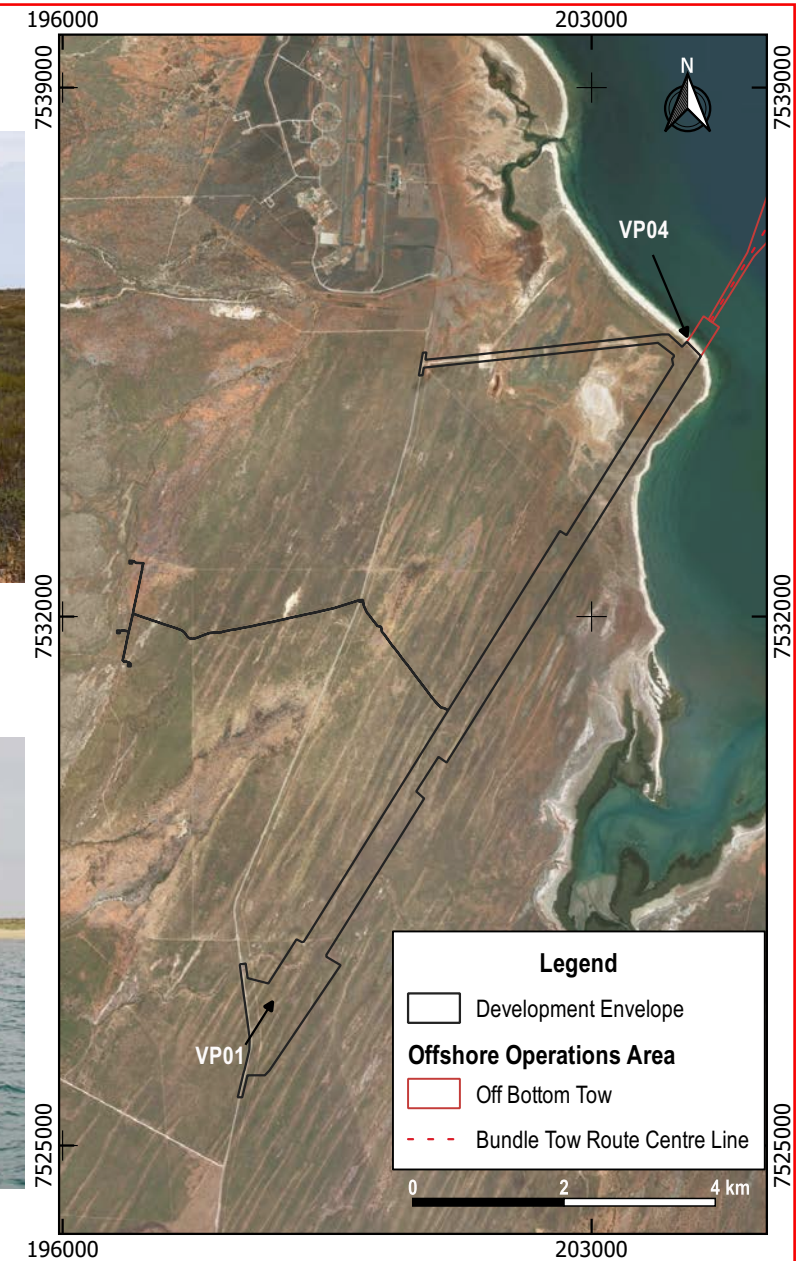 196000
203000
7539000
7539000
N
VP04
7532000
7532000
VP01
Legend
Development Envelope
Offshore Operations Area
Off Bottom Tow
Bundle Tow Route Centre Line
0
2
4 km
7525000
7525000
196000
203000